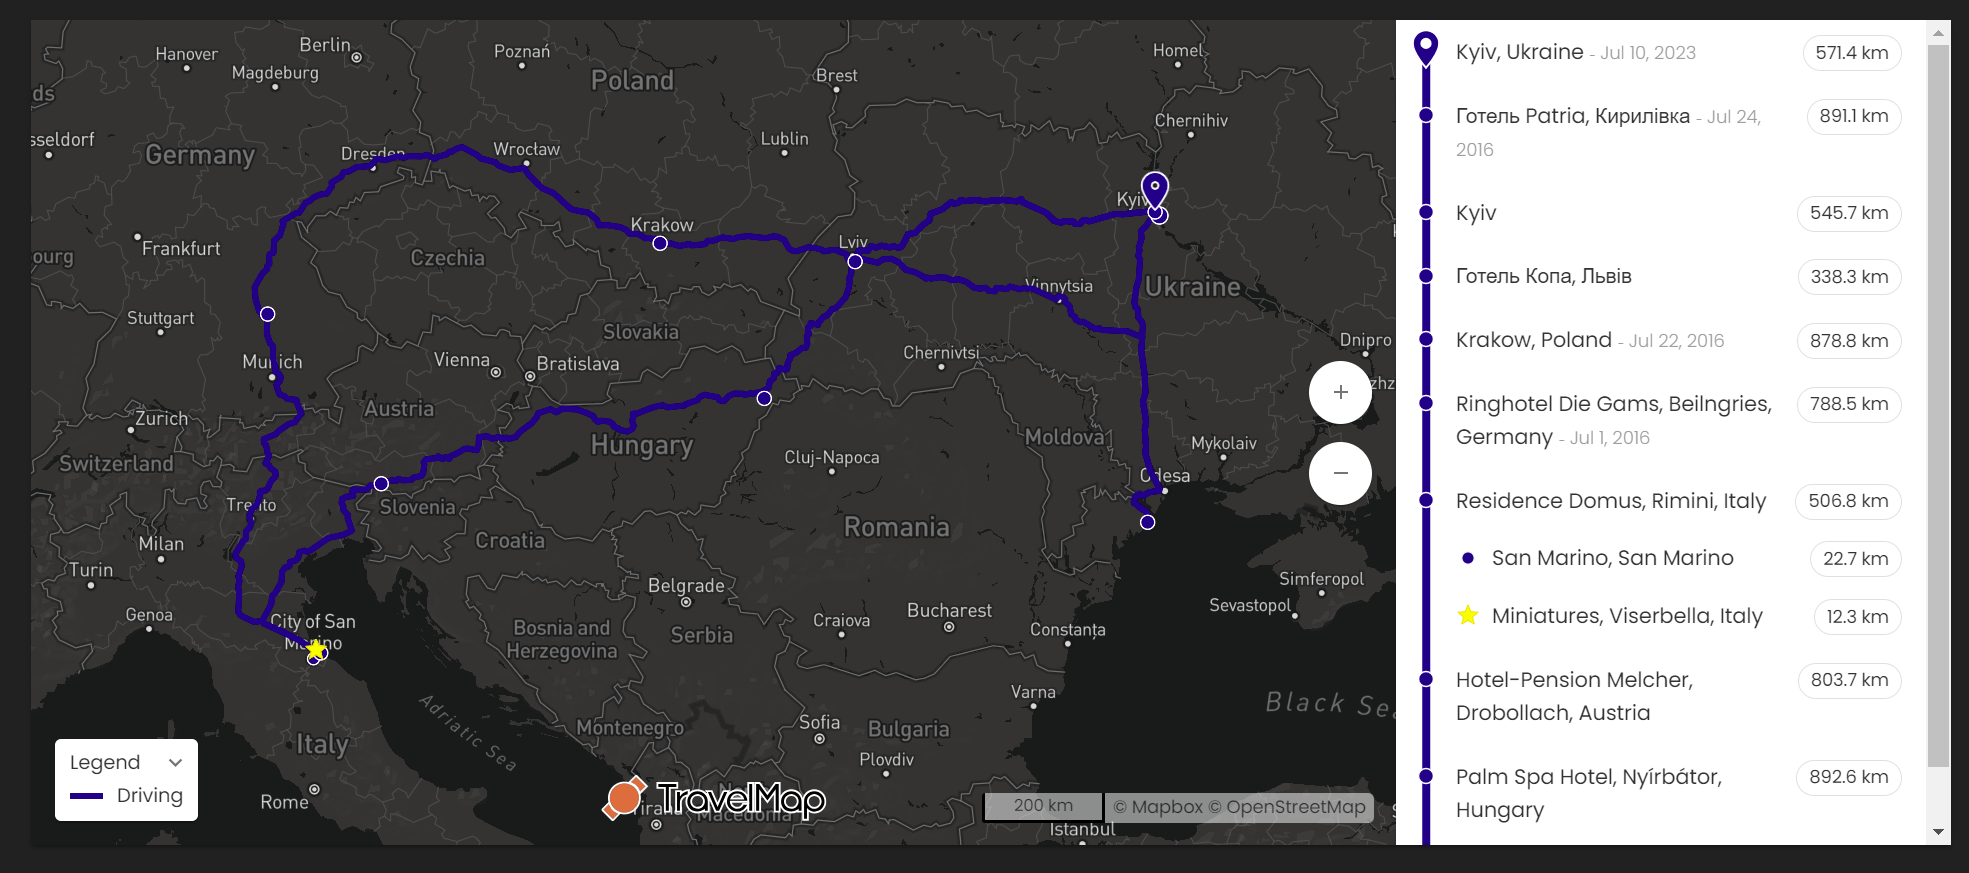 Hanover
Berlin
Magdeburg
Poznań
Poland
Brest
Homel
Chernihiv
Lublin
ds
sseldorf
Germany
Dresden
Wrocław
Kyiv
Krakow
Lviv
Frankfurt
ourg
Czechia
Vinnytsia
Ukraine
Stuttgart
Slovakia
Munich
Vienna
Bratislava
Chernivtsi
Dnipro
zhz
Zurich
Austria
Hungary
Moldova
Mykolaiv
Switzerland
Cluj-Napoca
Odesa
Trento
Slovenia
Romania
Milan
Croatia
Turin
Belgrade
Simferopol
Sevastopol
Genoa
City of San
Marino
Bosnia and
Herzegovina
Serbia
Craiova
Bucharest
Constanța
Adriatic Sea
Varna
Black Sea
Montenegro
Sofia
Bulgaria
Plovdiv
Italy
Rome
Tirana
Macedonia
Istanbul
Legend
Driving
TravelMap
200 km
© Mapbox © OpenStreetMap
+
−
Kyiv, Ukraine - Jul 10, 2023 571.4 km
Готель Patria, Кирилівка - Jul 24, 891.1 km
2016
Kyiv 545.7 km
Готель Копа, Львів 338.3 km
Krakow, Poland - Jul 22, 2016 878.8 km
Ringhotel Die Gams, Beilngries, 788.5 km
Germany - Jul 1, 2016
Residence Domus, Rimini, Italy 506.8 km
San Marino, San Marino 22.7 km
Miniatures, Viserbella, Italy 12.3 km
Hotel-Pension Melcher, 803.7 km
Drobollach, Austria
Palm Spa Hotel, Nyírbátor, 892.6 km
Hungary